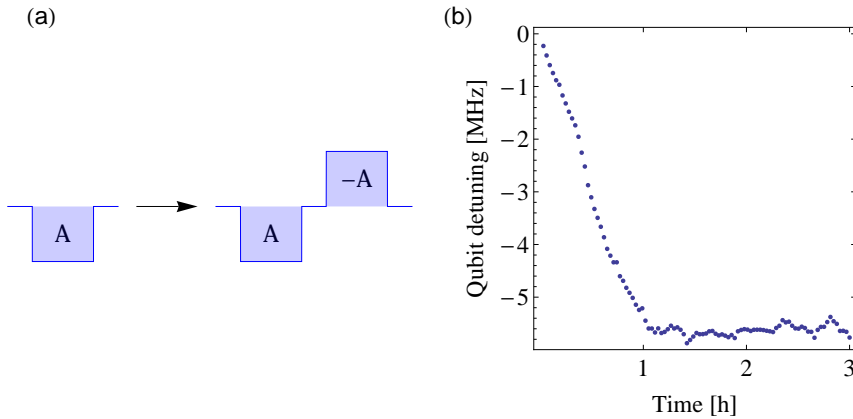 (a)
A
A
−A
(b)
Qubit detuning [MHz]
0
−1
−2
−3
−4
−5
1
2
3
Time [h]